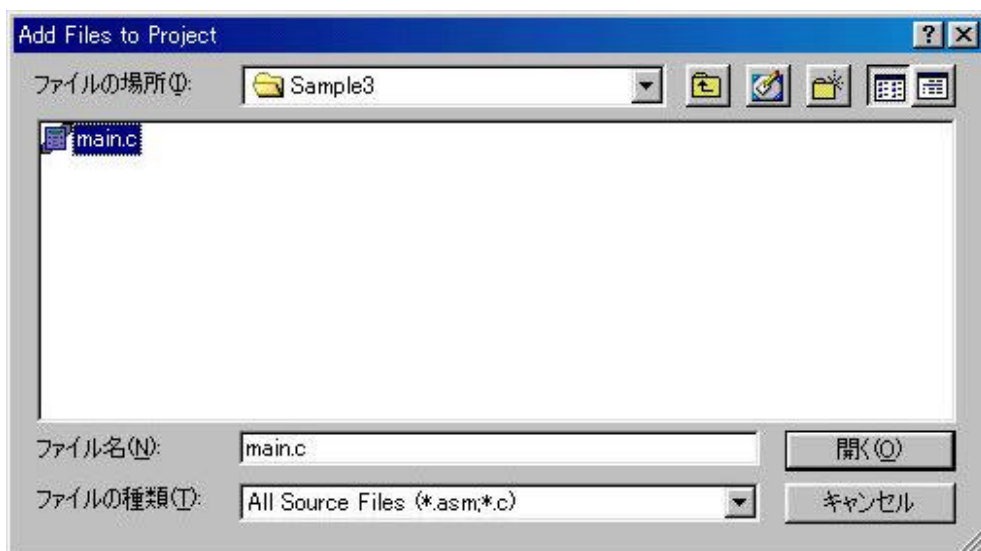 Add Files to Project
ファイルの場所(I):
Sample3
main.c
ファイル名(N):
main.c
開く(O)
ファイルの種類(T):
All Source Files (*.asm;*.c)
キャンセル